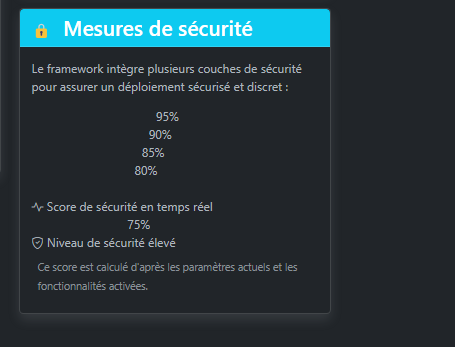 Mesures de sécurité
Le framework intègre plusieurs couches de sécurité
pour assurer un déploiement sécurisé et discret :
95%
90%
85%
80%
Score de sécurité en temps réel
75%
Niveau de sécurité élevé
Ce score est calculé d'après les paramètres actuels et les
fonctionnalités activées.